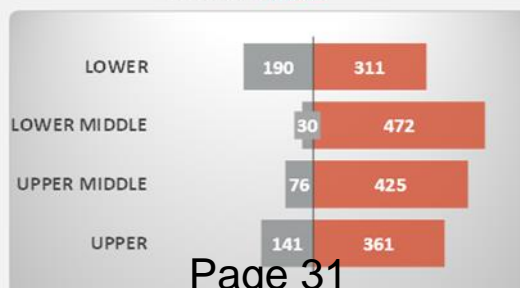 LOWER 190 311
LOWER MIDDLE 30 472
UPPER MIDDLE 76 425
UPPER 141 361
Page 31